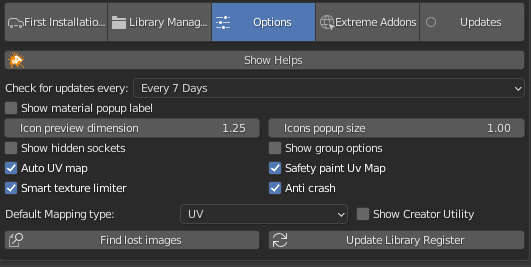 First Installatio... Library Manag... Options Extreme Addons Updates
Show Helps
Check for updates every: Every 7 Days
Show material popup label
Icon preview dimension 1.25 Icons popup size 1.00
Show hidden sockets Show group options
Auto UV map Safety paint Uv Map
Smart texture limiter Anti crash
Default Mapping type: UV Show Creator Utility
Find lost images Update Library Register